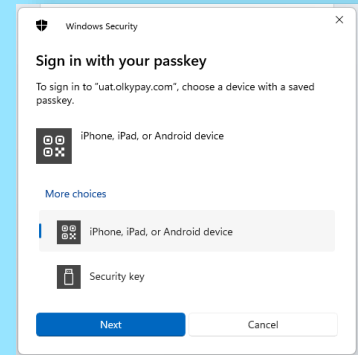 Windows Security
Sign in with your passkey
To sign in to "uat.olkypay.com", choose a device with a saved
passkey.
iPhone, iPad, or Android device
More choices
iPhone, iPad, or Android device
Security key
Next
Cancel